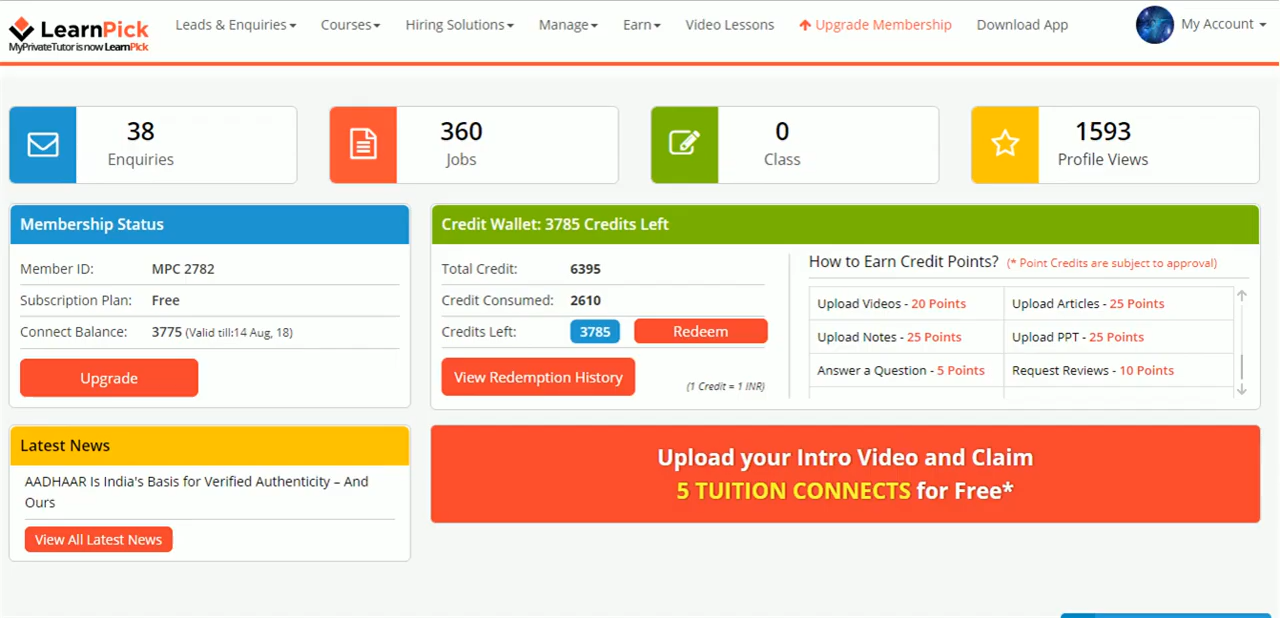 LearnPick
MyPrivateTutor is now LearnPick
Leads & Enquiries
Courses
Hiring Solutions
Manage
Earn
Video Lessons
Upgrade Membership
Download App
My Account
38
Enquiries
360
Jobs
0
Class
1593
Profile Views
Membership Status
Member ID: MPC 2782
Subscription Plan: Free
Connect Balance: 3775 (Valid till:14 Aug, 18)
Upgrade
Credit Wallet: 3785 Credits Left
Total Credit: 6395
Credit Consumed: 2610
Credits Left: 3785 Redeem
View Redemption History
(1 Credit = 1 INR)
How to Earn Credit Points? (* Point Credits are subject to approval)
Upload Videos - 20 Points
Upload Articles - 25 Points
Upload Notes - 25 Points
Upload PPT - 25 Points
Answer a Question - 5 Points
Request Reviews - 10 Points
Latest News
AADHAAR Is India's Basis for Verified Authenticity – And
Ours
View All Latest News
Upload your Intro Video and Claim
5 TUITION CONNECTS for Free*